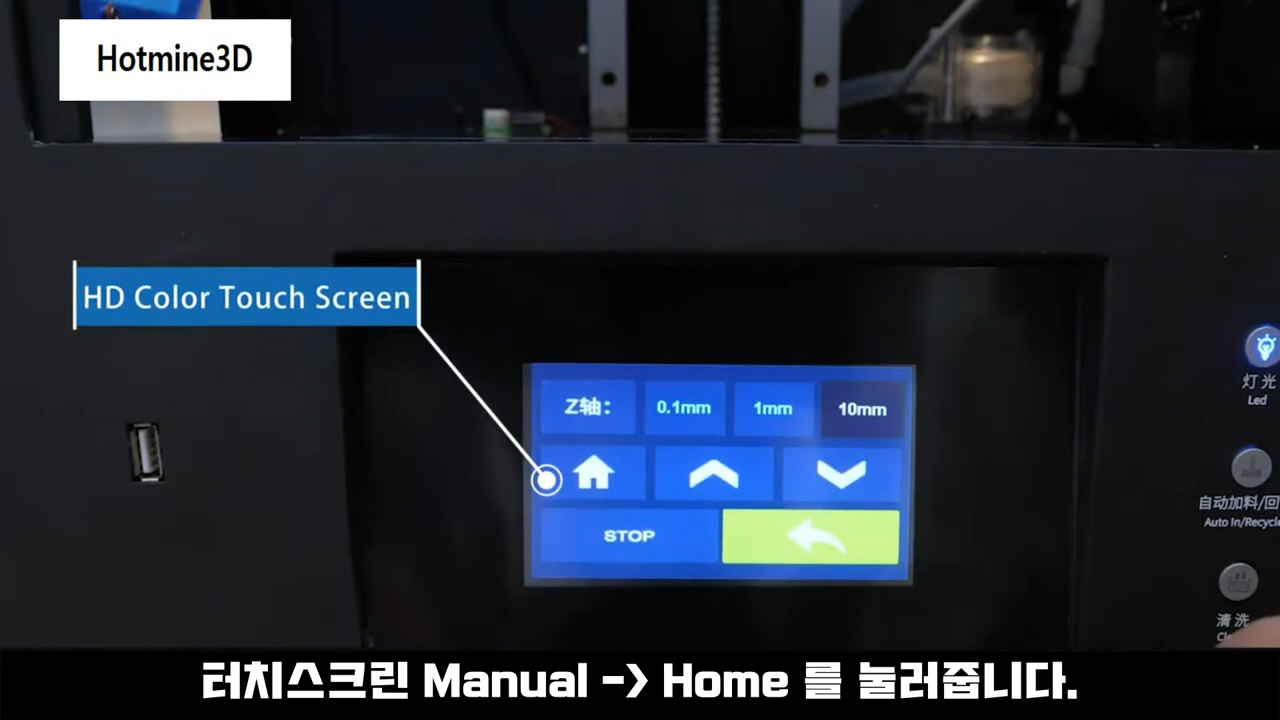 Hotmine3D
HD Color Touch Screen
Z轴: 0.1mm 1mm 10mm
STOP
灯光
Led
自动加料/回
Auto In/Recycle
清洗
터치스크린 Manual -> Home 를 눌러줍니다.